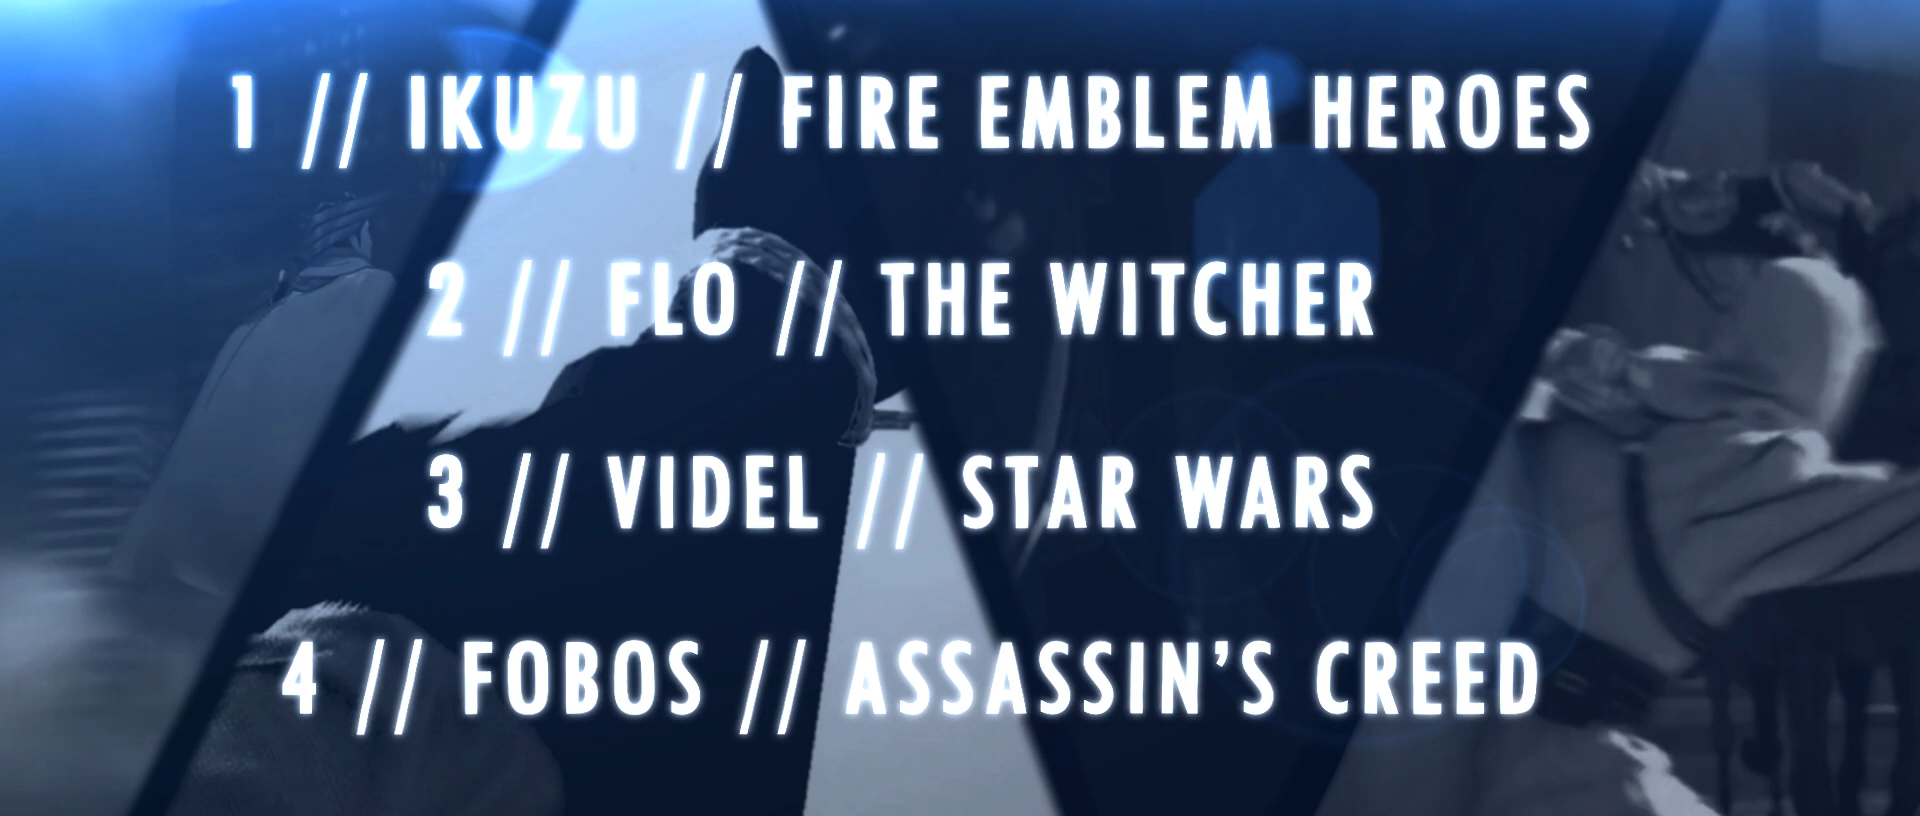 1 // IKUZU // FIRE EMBLEM HEROES
2 // FLO // THE WITCHER
3 // VIDEL // STAR WARS
4 // FOBOS // ASSASSIN'S CREED